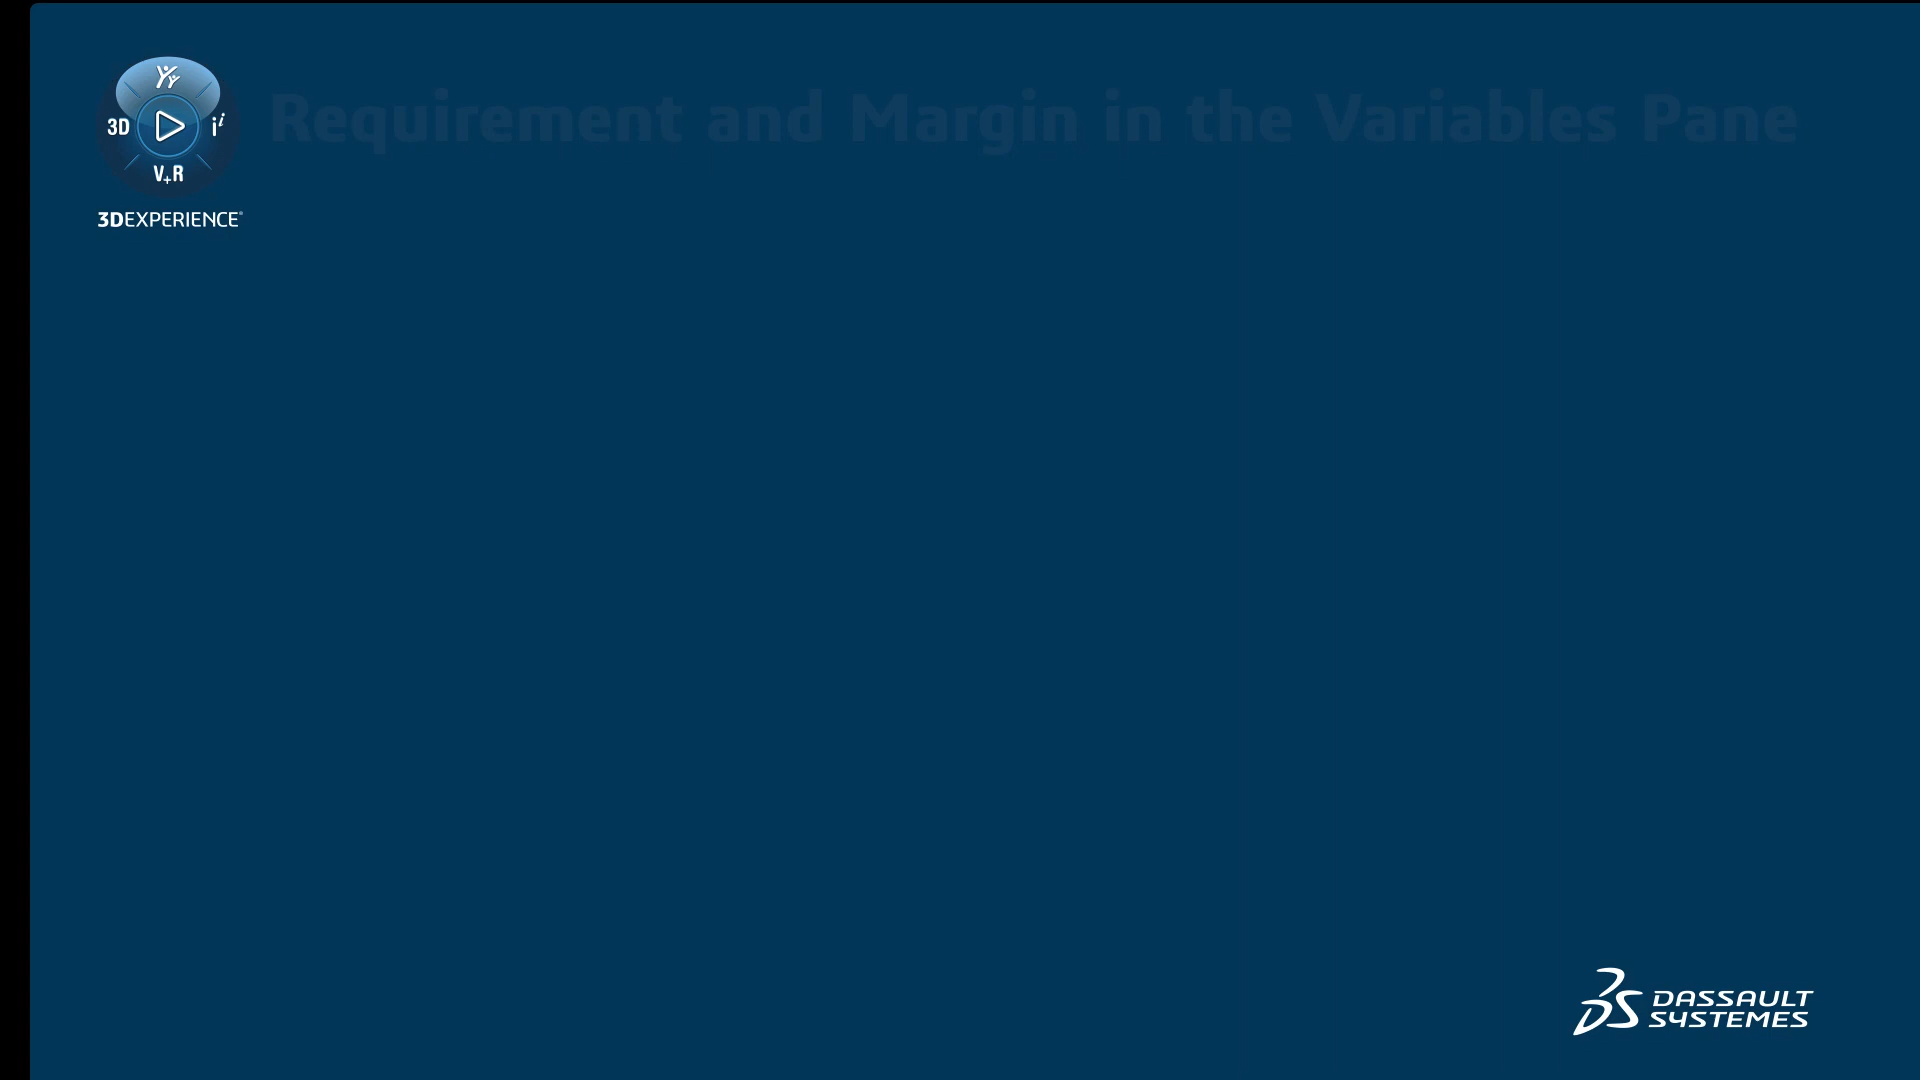 Requirement and Margin in the Variables Pane
3D
i i
V+R
3DEXPERIENCE®
DASSAULT
SYSTEMES